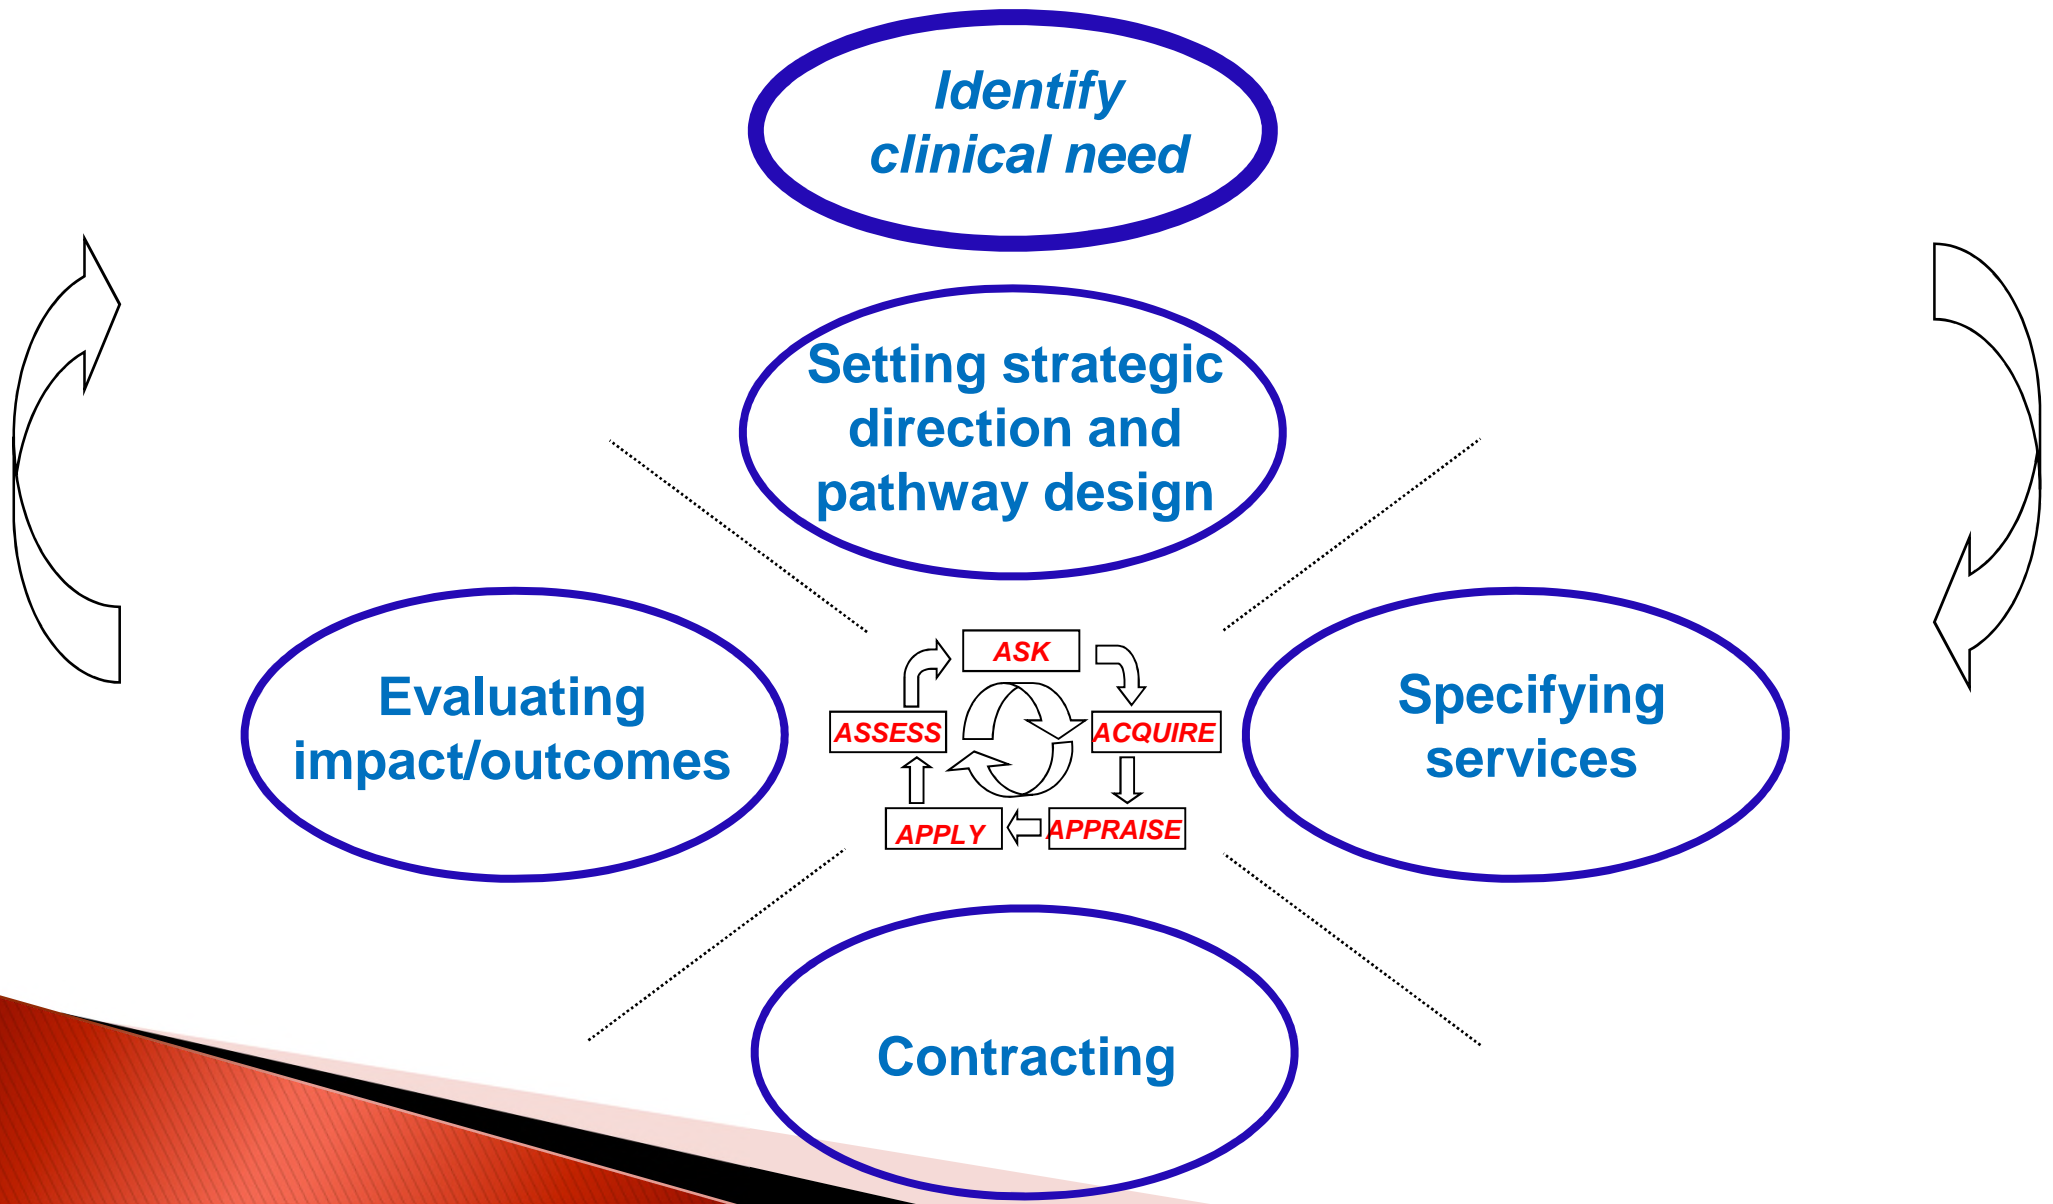 Identify
clinical need
Setting strategic
direction and
pathway design
Evaluating
impact/outcomes
ASK
ASSESS
ACQUIRE
APPLY
APPRAISE
Specifying
services
Contracting